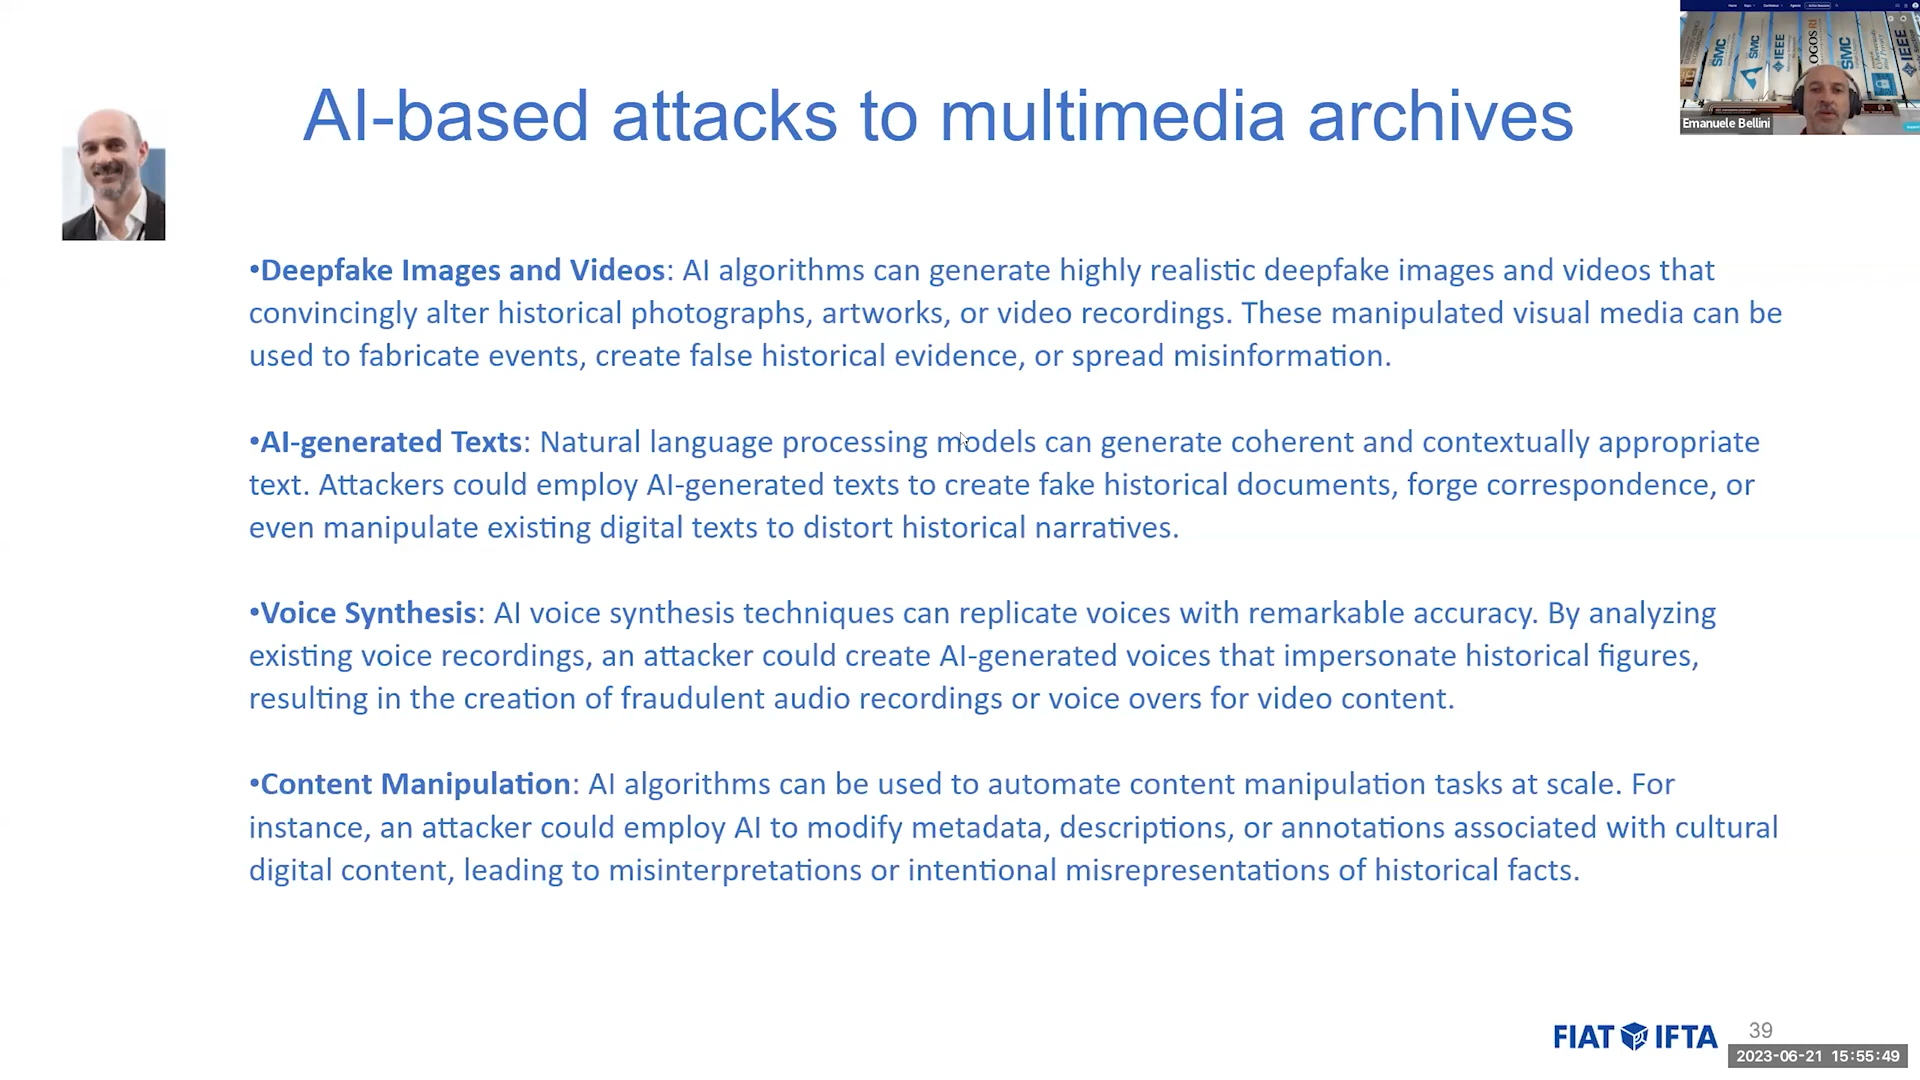 AI-based attacks to multimedia archives
SMC
SMC
IEEE
LOGOS RI
SMC
IEEE
Emanuele Bellini
•Deepfake Images and Videos: AI algorithms can generate highly realistic deepfake images and videos that
convincingly alter historical photographs, artworks, or video recordings. These manipulated visual media can be
used to fabricate events, create false historical evidence, or spread misinformation.
•AI-generated Texts: Natural language processing models can generate coherent and contextually appropriate
text. Attackers could employ AI-generated texts to create fake historical documents, forge correspondence, or
even manipulate existing digital texts to distort historical narratives.
•Voice Synthesis: AI voice synthesis techniques can replicate voices with remarkable accuracy. By analyzing
existing voice recordings, an attacker could create AI-generated voices that impersonate historical figures,
resulting in the creation of fraudulent audio recordings or voice overs for video content.
•Content Manipulation: AI algorithms can be used to automate content manipulation tasks at scale. For
instance, an attacker could employ AI to modify metadata, descriptions, or annotations associated with cultural
digital content, leading to misinterpretations or intentional misrepresentations of historical facts.
FIAT IFTA
39
2023-06-21 15:55:49